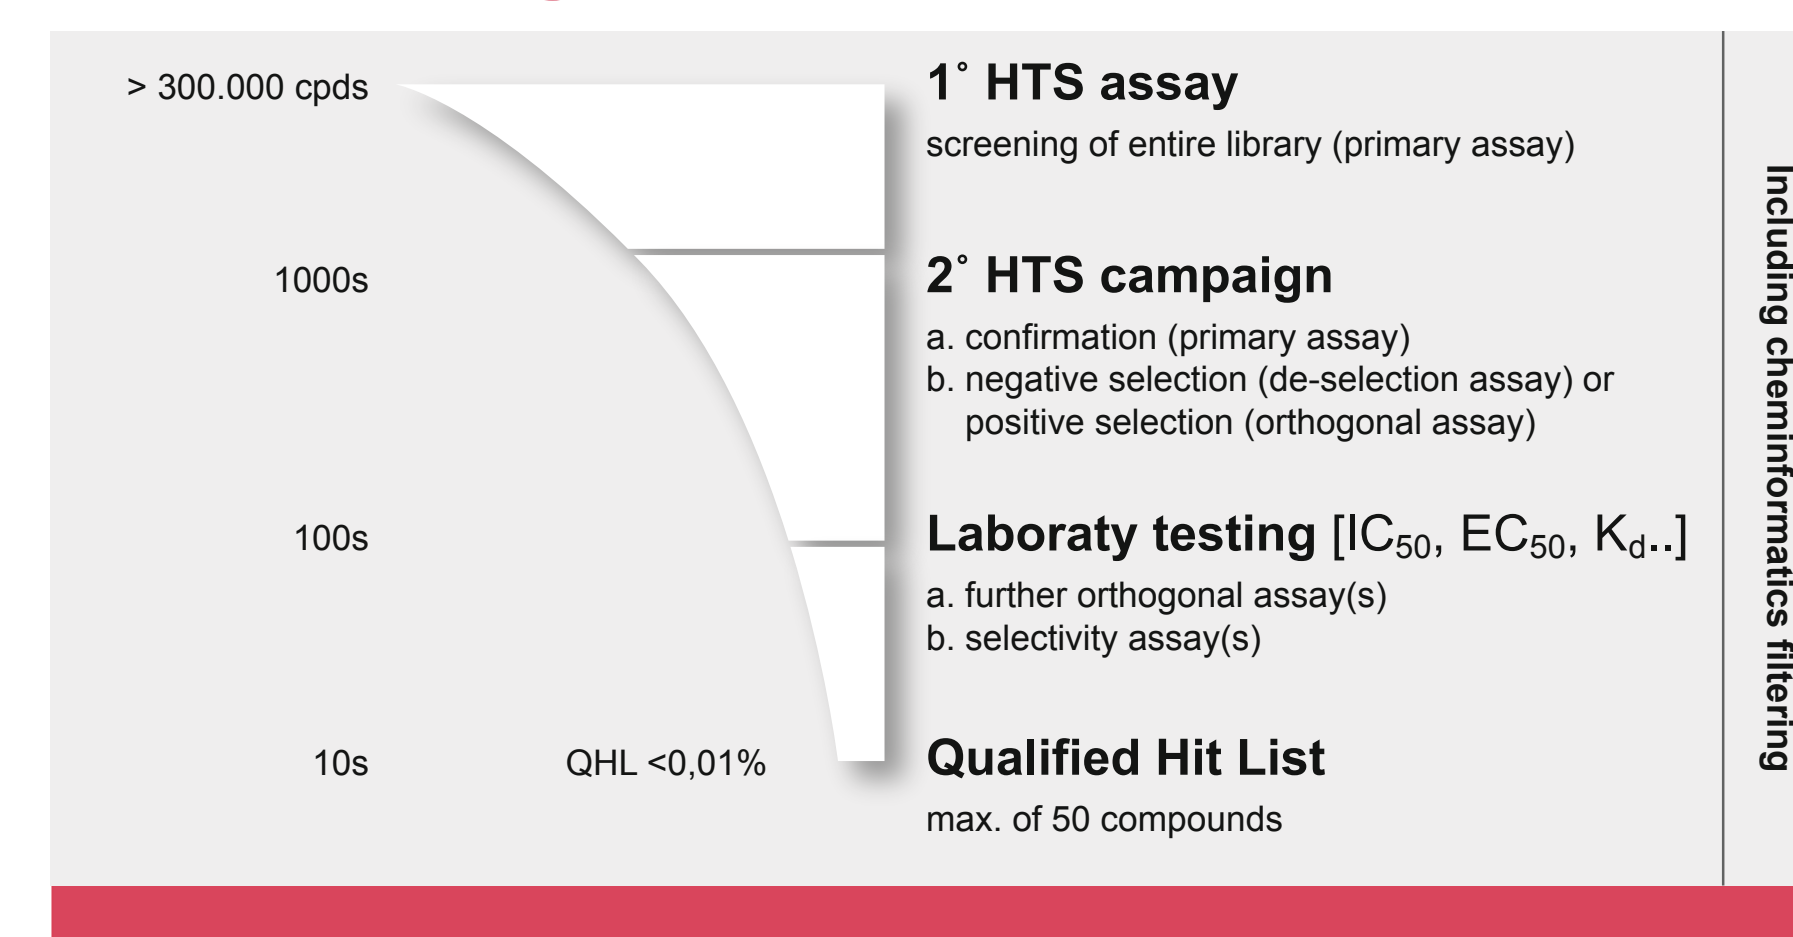 > 300.000 cpds
1° HTS assay
screening of entire library (primary assay)
1000s
2° HTS campaign
a. confirmation (primary assay)
b. negative selection (de-selection assay) or
positive selection (orthogonal assay)
100s
Laboraty testing [IC50, EC50, Kd..]
a. further orthogonal assay(s)
b. selectivity assay(s)
10s
QHL <0,01%
Qualified Hit List
max. of 50 compounds
Including cheminformatics filtering